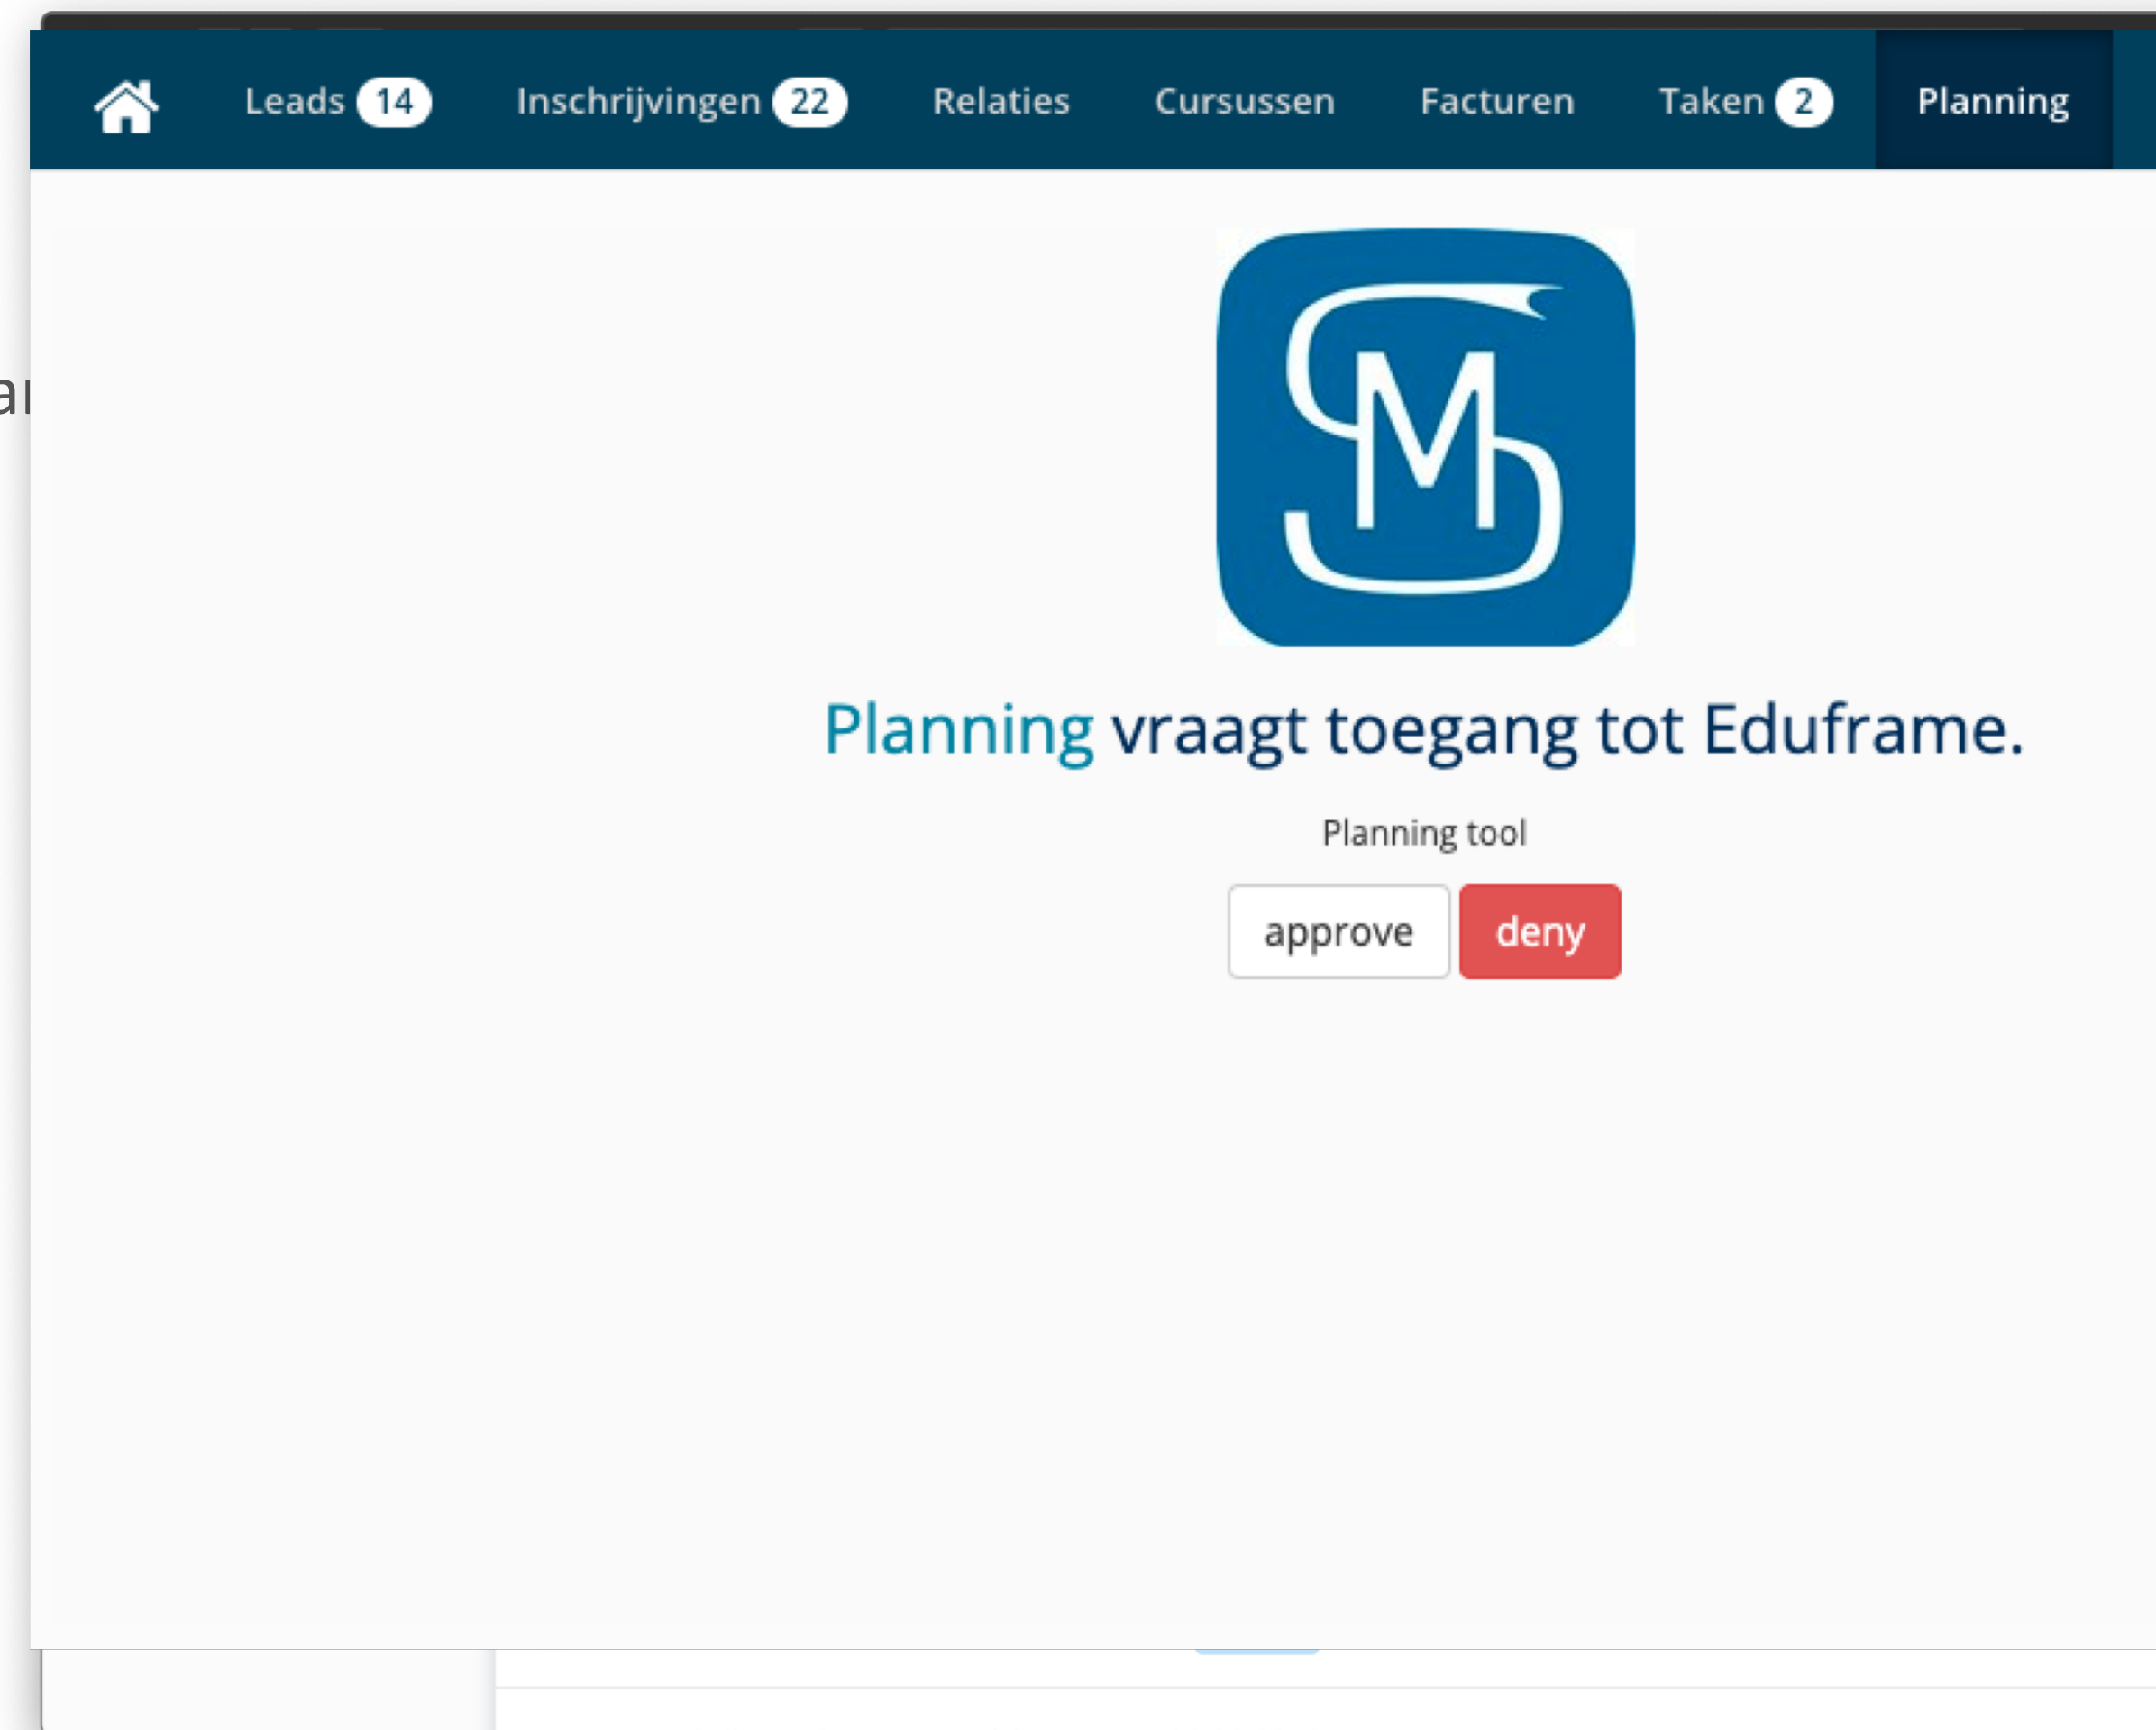 Leads 14 Inschrijvingen 22 Relaties Cursussen Facturen Taken 2 Planning
SM
Planning vraagt toegang tot Eduframe.
Planning tool
approve deny